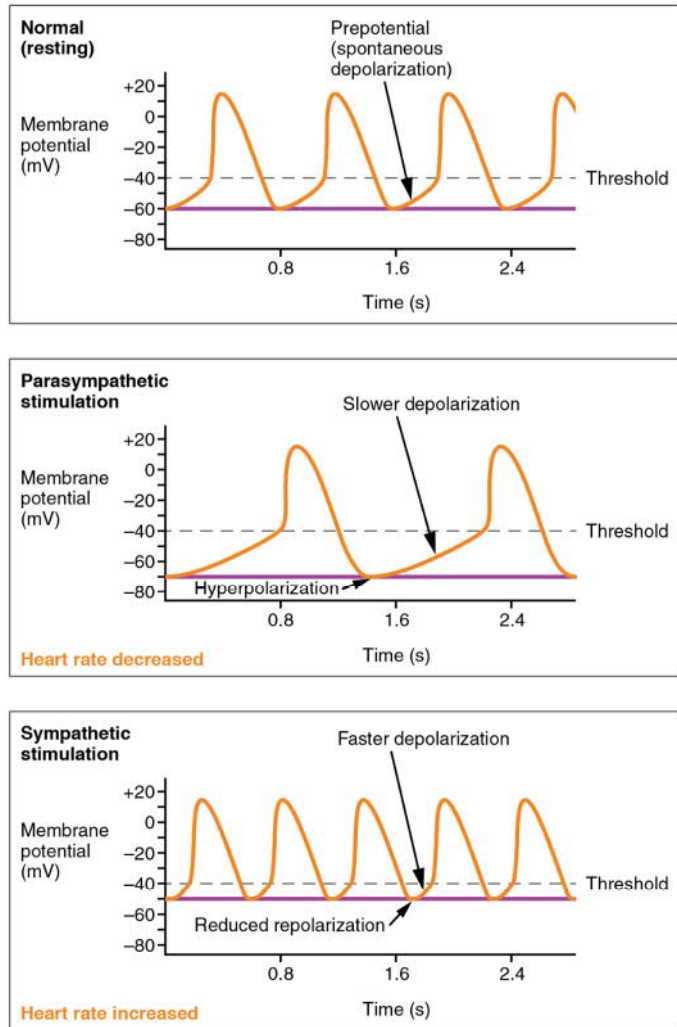 Normal
(resting)
Prepotential
(spontaneous
depolarization)
Membrane
potential
(mV)
+20
0
–20
–40
–60
–80
Threshold
0.8
1.6
2.4
Time (s)
Parasympathetic
stimulation
Slower depolarization
Membrane
potential
(mV)
+20
0
–20
–40
–60
–80
Threshold
Hyperpolarization
0.8
1.6
2.4
Heart rate decreased
Time (s)
Sympathetic
stimulation
Faster depolarization
Membrane
potential
(mV)
+20
0
–20
–40
–60
–80
Threshold
Reduced repolarization
0.8
1.6
2.4
Heart rate increased
Time (s)